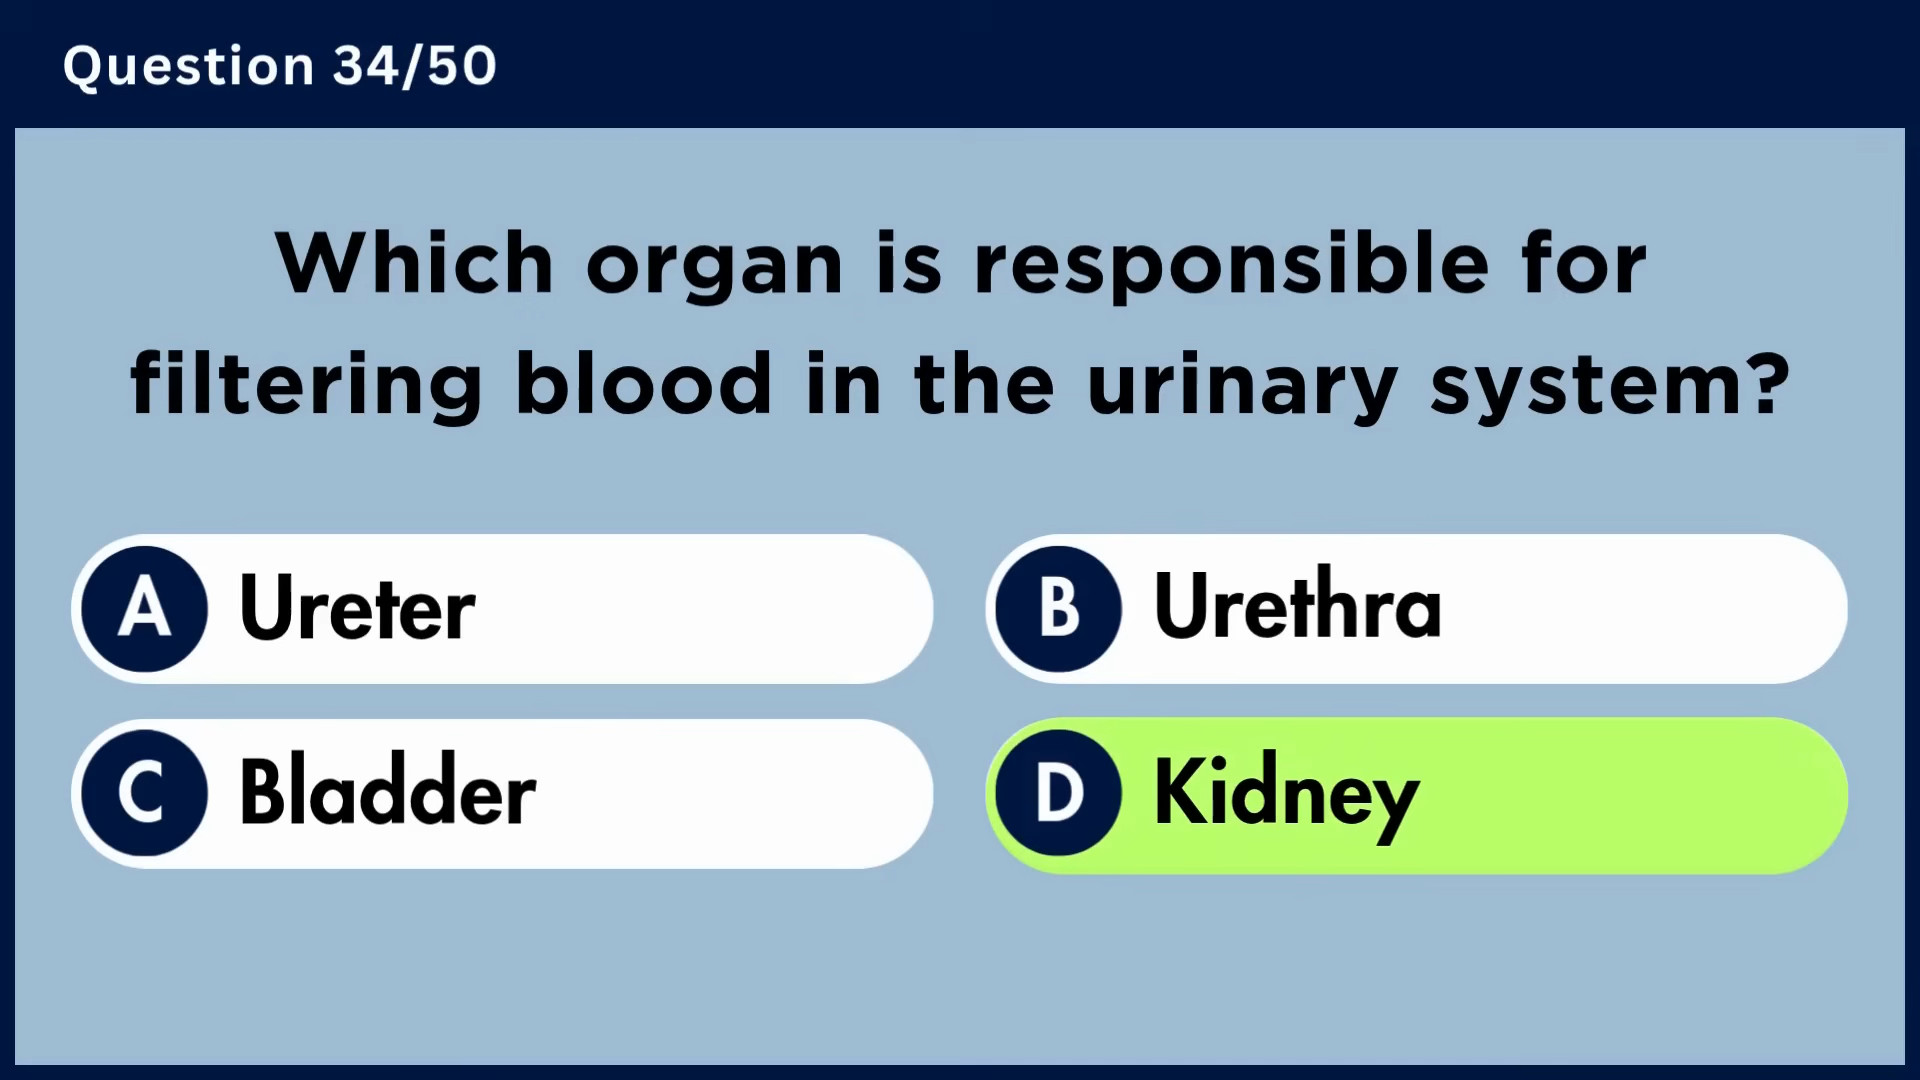 Question 34/50
Which organ is responsible for
filtering blood in the urinary system?
A Ureter
B Urethra
C Bladder
D Kidney